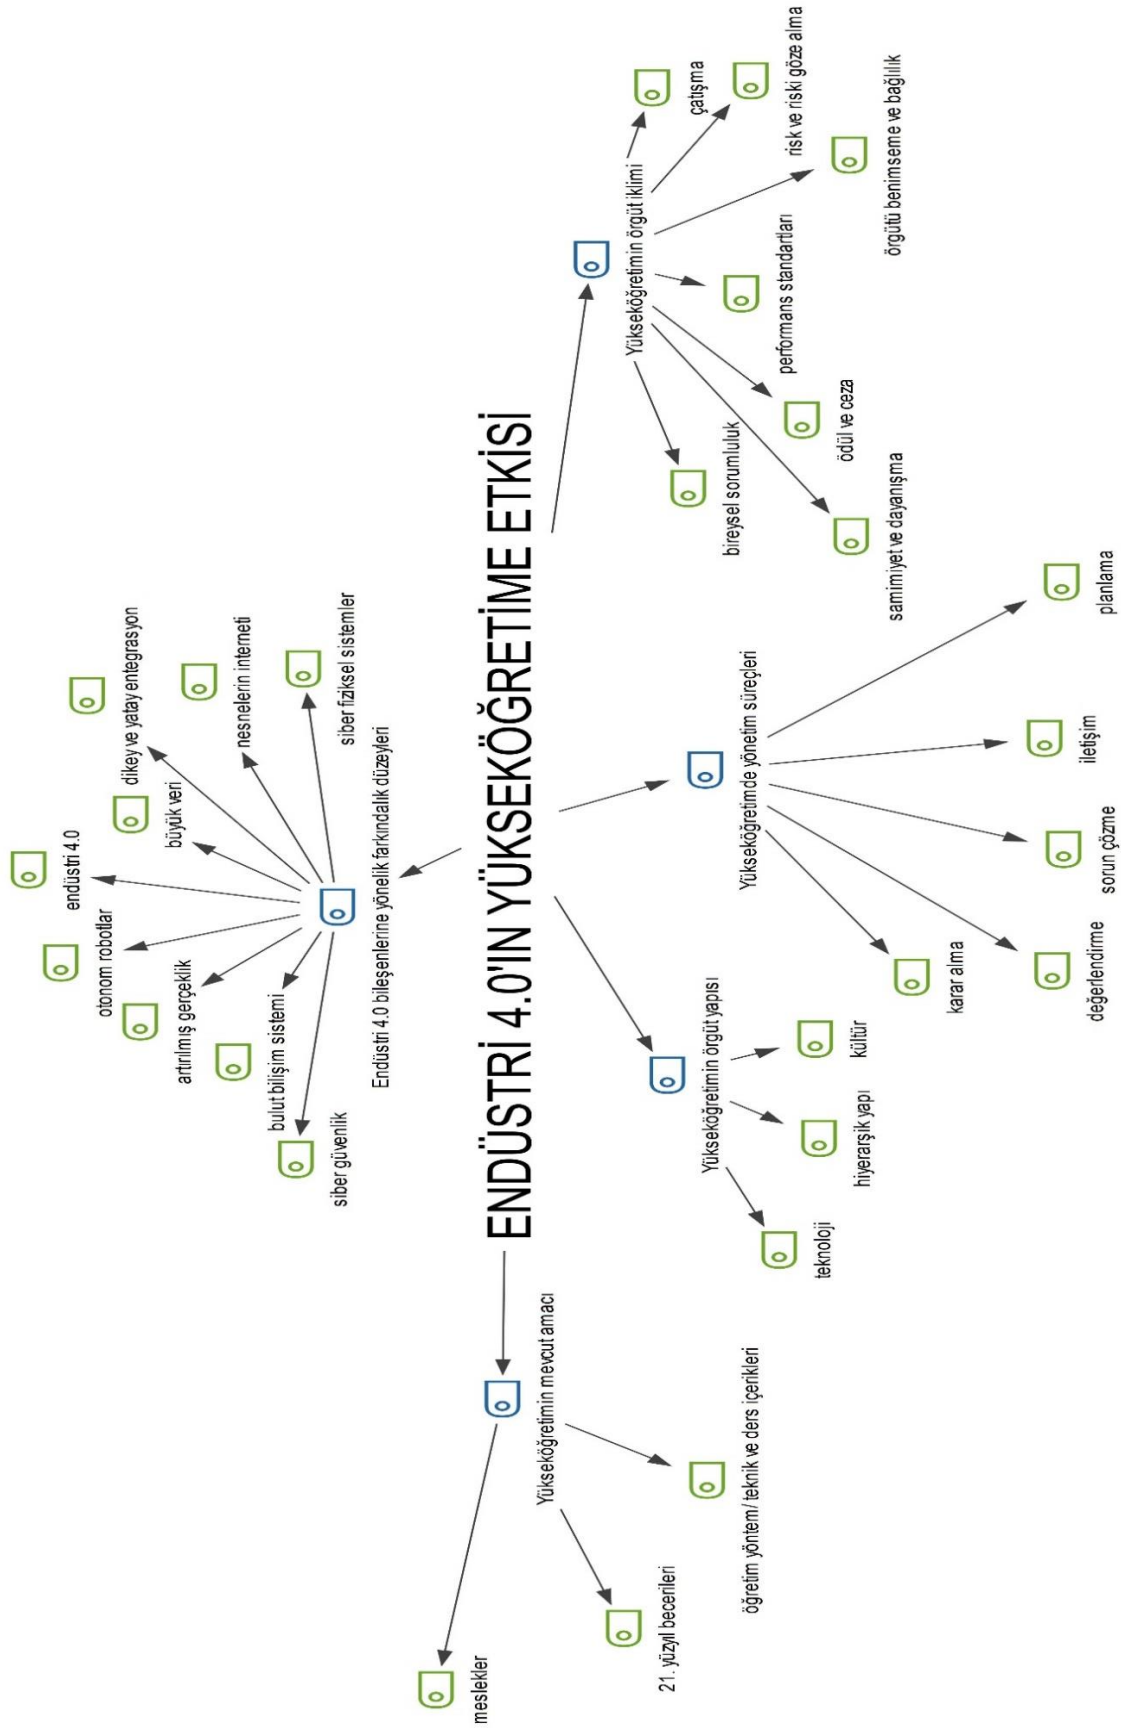 ENDÜSTRİ 4.0'IN YÜKSEKÖĞRETİME ETKİSİ
Endüstri 4.0 bileşenlerine yönelik farkındalık düzeyleri
siber güvenlik
bulut bilişim sistemi
artırılmış gerçeklik
otonom robotlar
endüstri 4.0
büyük veri
dikey ve yatay entegrasyon
nesnelerin interneti
siber fiziksel sistemler
Yükseköğretimin mevcut amacı
meslekler
21. yüzyıl becerileri
öğretim yöntem/ teknik ve ders içerikleri
Yükseköğretimin örgüt yapısı
teknoloji
hiyerarşik yapı
kültür
Yükseköğretimde yönetim süreçleri
karar alma
değerlendirme
sorun çözme
iletişim
planlama
Yükseköğretimin örgüt iklimi
bireysel sorumluluk
samimiyet ve dayanışma
ödül ve ceza
performans standartları
örgütü benimseme ve bağlılık
risk ve riski göze alma
çatışma